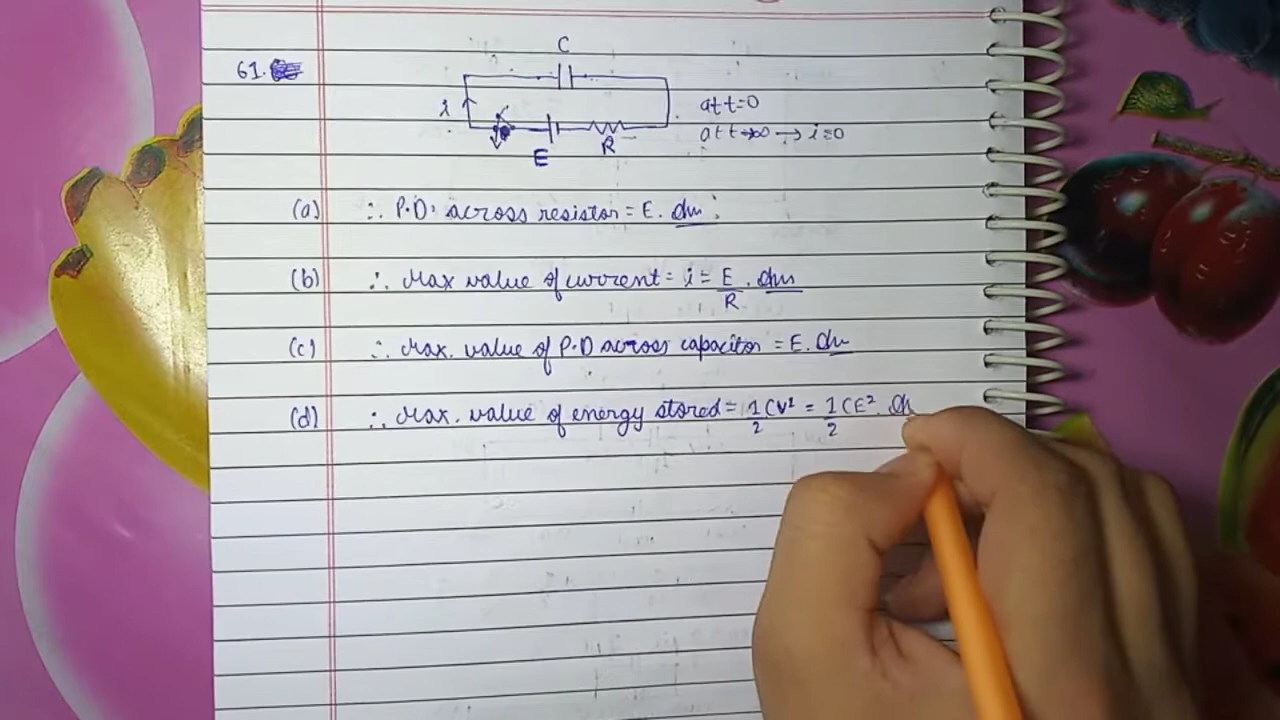 C
61.
i
at t=0
at t→∞ → i=0
E
R
(a) ∴ P.D. across resistor = E. Ans
(b) ∴ Max value of current = i = E/R . Ans
(c) ∴ Max. value of P.D across capacitor = E. Ans
(d) ∴ Max. value of energy stored = 1/2 CV² = 1/2 CE².